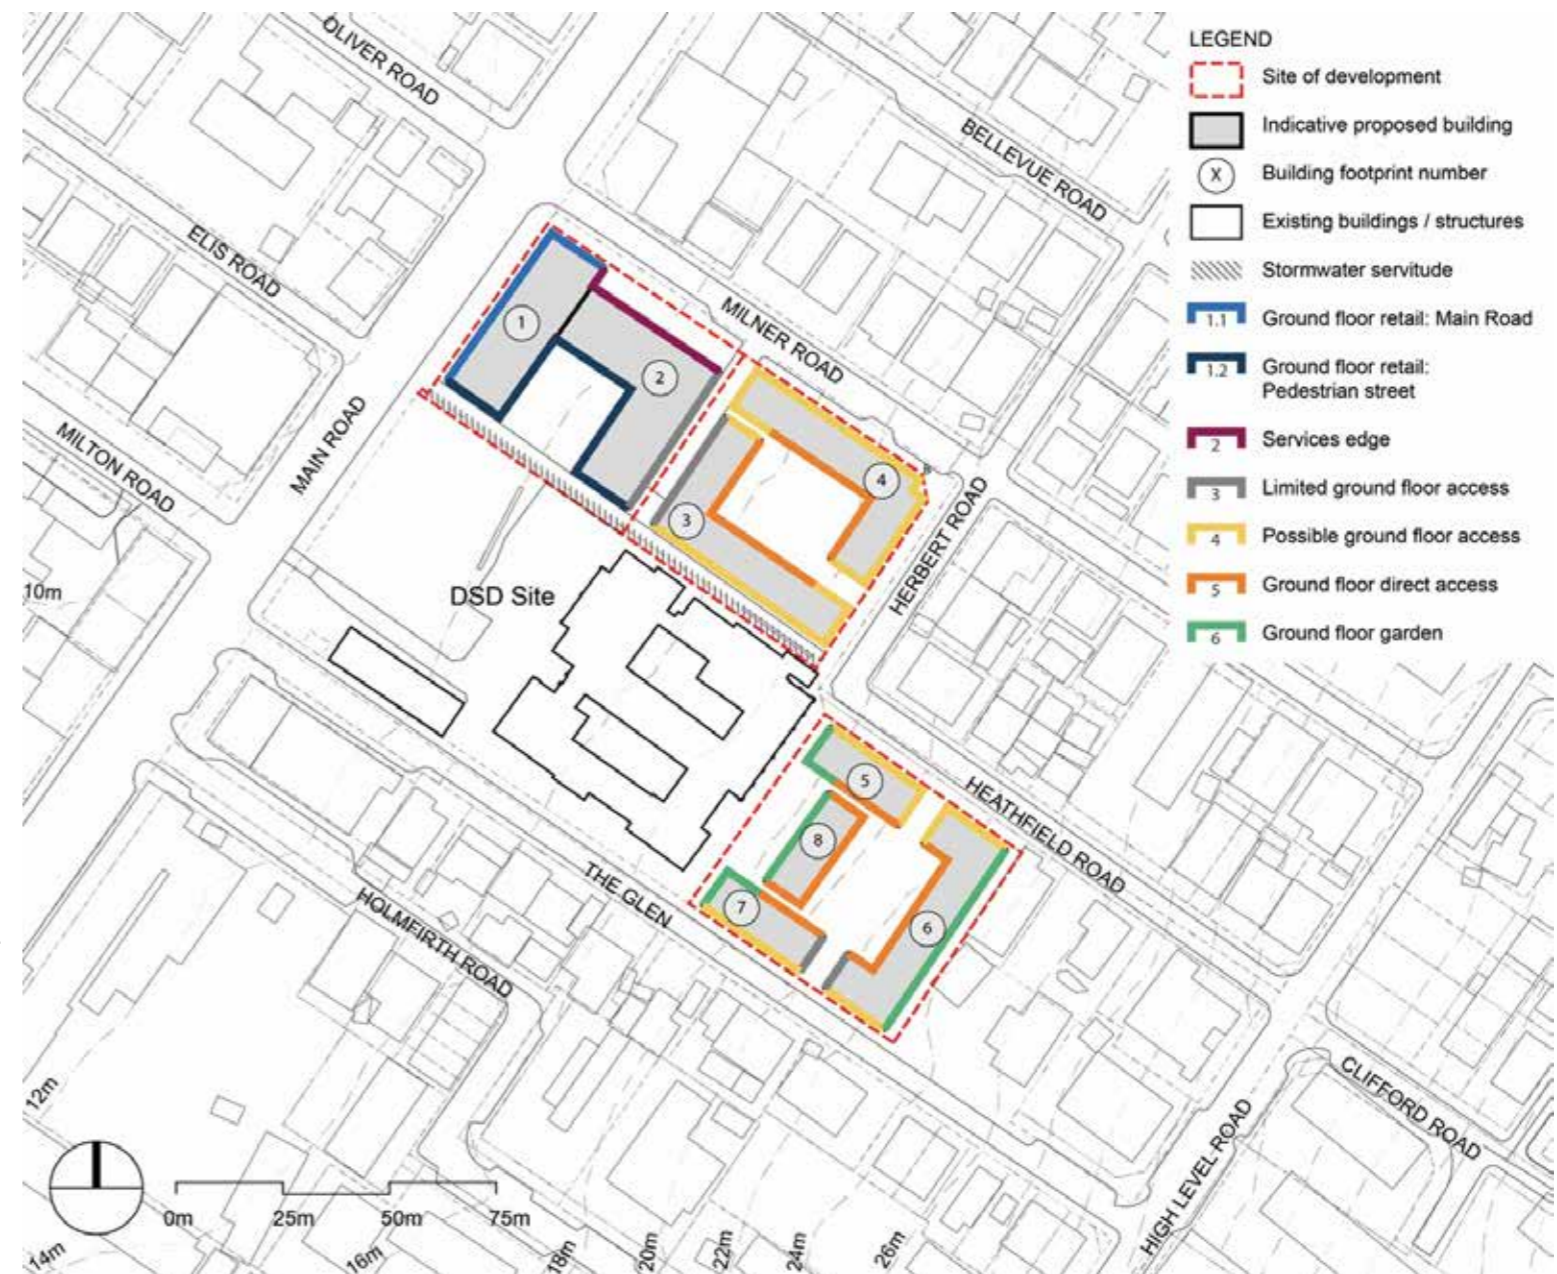 OLIVER ROAD
ELIS ROAD
MILTON ROAD
MAIN ROAD
BELLEVUE ROAD
MILNER ROAD
HERBERT ROAD
HEATHFIELD ROAD
DSD Site
THE GLEN
HOLMFIRTH ROAD
HIGH LEVEL ROAD
CLIFFORD ROAD
1
2
3
4
5
8
7
6
10m
12m
14m
16m
18m
20m
22m
24m
26m
0m
25m
50m
75m
LEGEND
Site of development
Indicative proposed building
X Building footprint number
Existing buildings / structures
Stormwater servitude
1.1 Ground floor retail: Main Road
1.2 Ground floor retail:
Pedestrian street
2 Services edge
3 Limited ground floor access
4 Possible ground floor access
5 Ground floor direct access
6 Ground floor garden